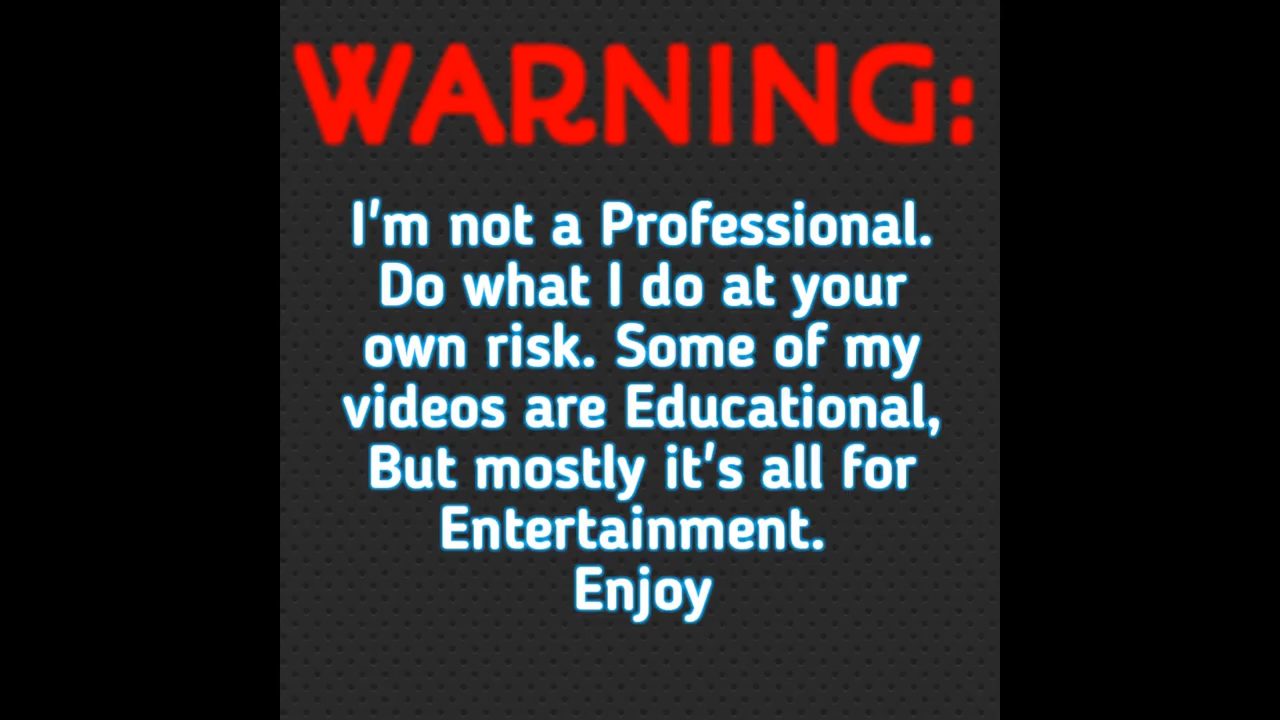 WARNING:
I'm not a Professional.
Do what I do at your
own risk. Some of my
videos are Educational,
But mostly it's all for
Entertainment.
Enjoy